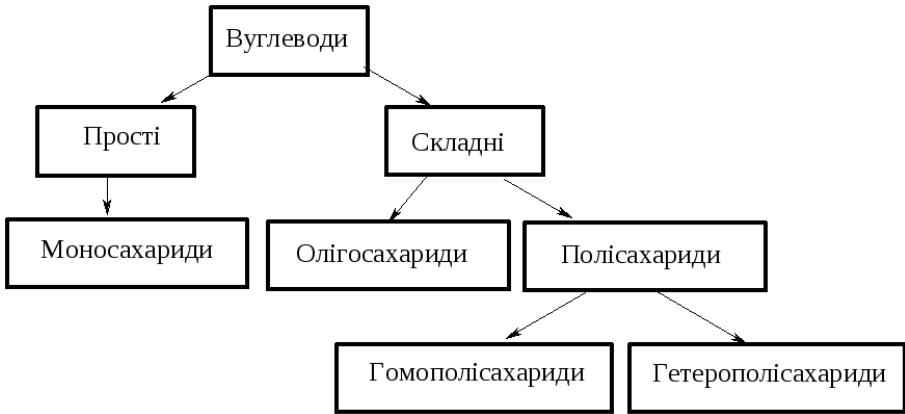 Вуглеводи
Прості
Складні
Моносахариди
Олігосахариди
Полісахариди
Гомополісахариди
Гетерополісахариди